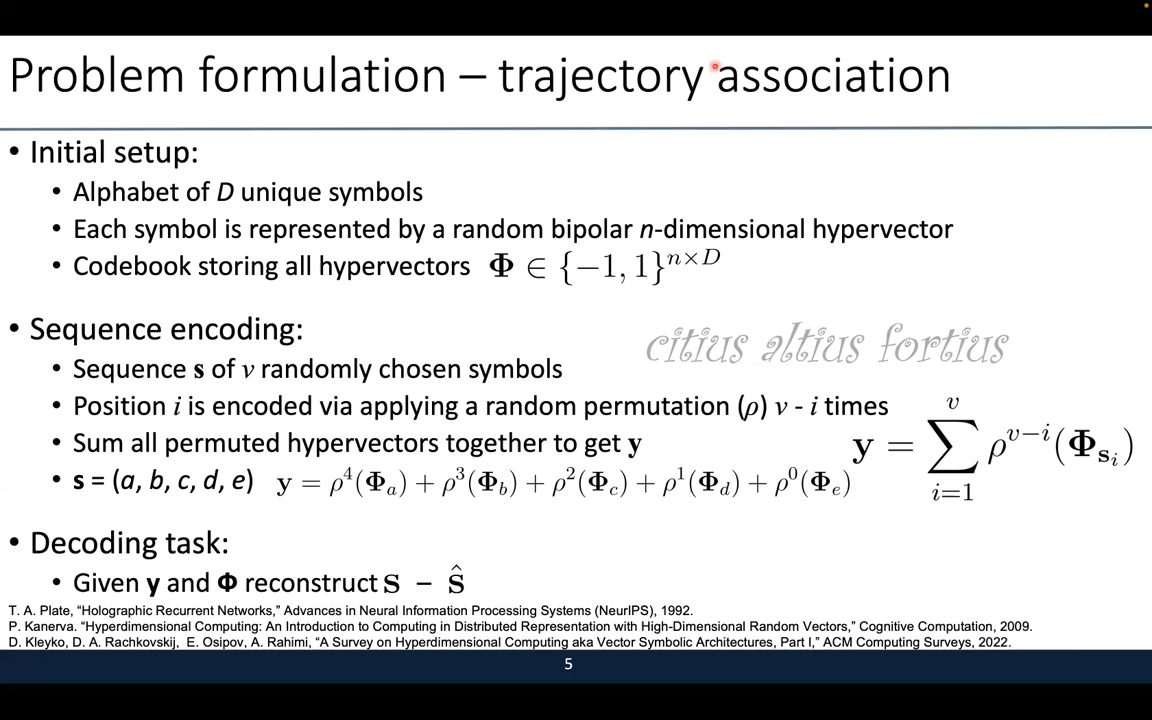 Problem formulation – trajectory association
• Initial setup:
• Alphabet of D unique symbols
• Each symbol is represented by a random bipolar n-dimensional hypervector
• Codebook storing all hypervectors Φ ∈ {−1, 1}^{n×D}
• Sequence encoding:
citius altius fortius
• Sequence s of v randomly chosen symbols
• Position i is encoded via applying a random permutation (ρ) v - i times
• Sum all permuted hypervectors together to get y
y = ∑_{i=1}^{v} ρ^{v−i}(Φ_{s_i})
• s = (a, b, c, d, e) y = ρ^4(Φ_a) + ρ^3(Φ_b) + ρ^2(Φ_c) + ρ^1(Φ_d) + ρ^0(Φ_e)
• Decoding task:
• Given y and Φ reconstruct s – ŝ
T. A. Plate, “Holographic Recurrent Networks,” Advances in Neural Information Processing Systems (NeurIPS), 1992.
P. Kanerva. “Hyperdimensional Computing: An Introduction to Computing in Distributed Representation with High-Dimensional Random Vectors,” Cognitive Computation, 2009.
D. Kleyko, D. A. Rachkovskij, E. Osipov, A. Rahimi, “A Survey on Hyperdimensional Computing aka Vector Symbolic Architectures, Part I,” ACM Computing Surveys, 2022.
5